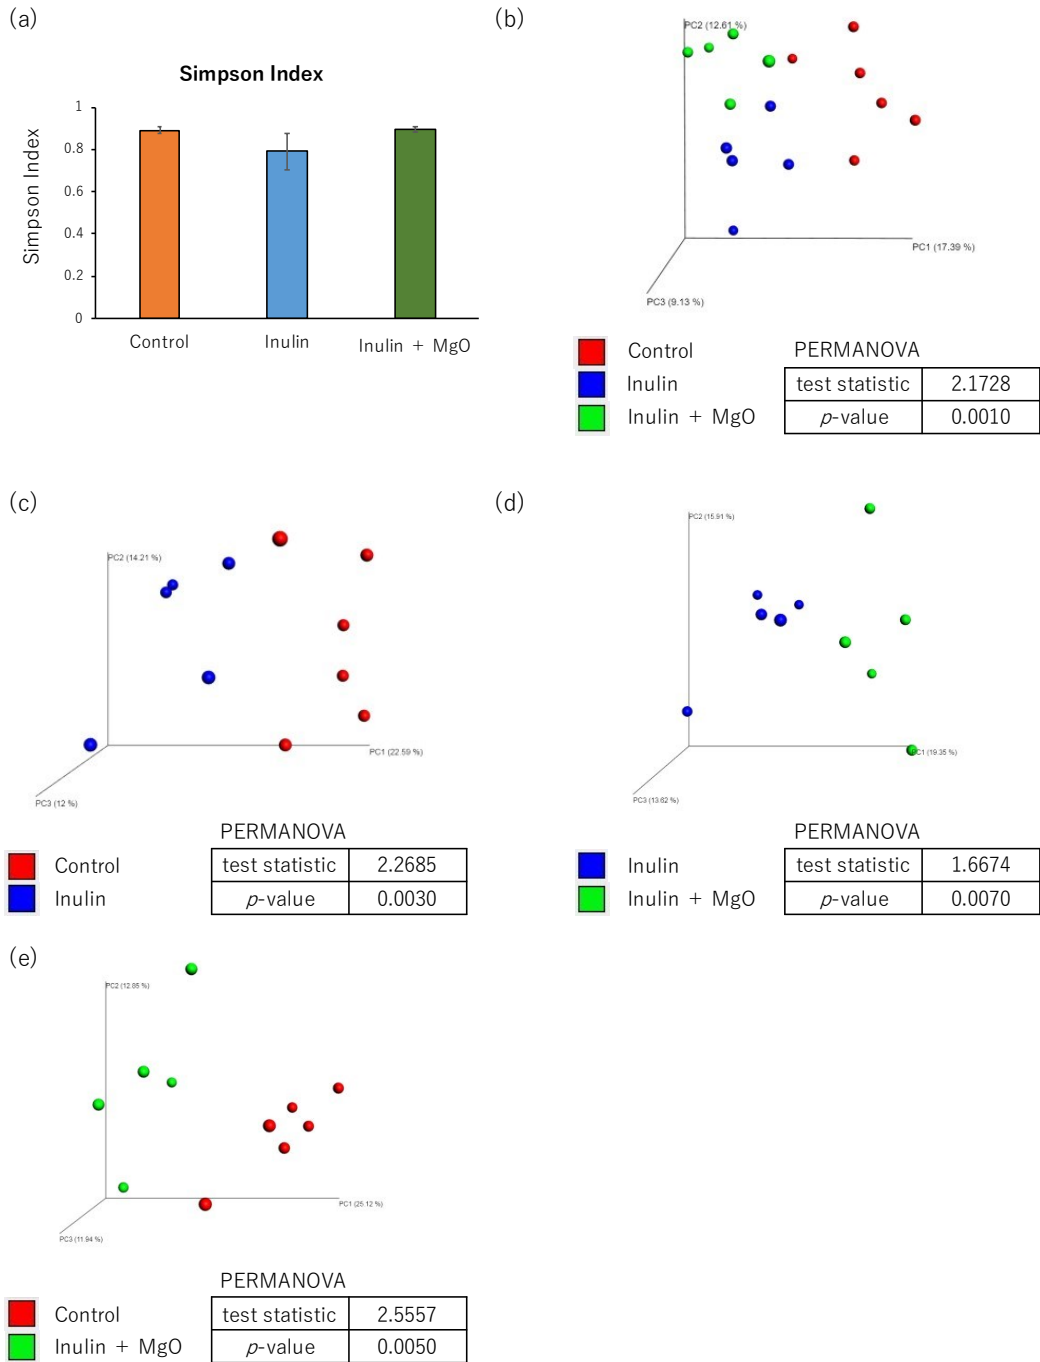 (a)
Simpson Index
Simpson Index
1
0.8
0.6
0.4
0.2
0
Control
Inulin
Inulin + MgO
(b)
PC2 (12.61 %)
PC1 (17.39 %)
PC3 (9.13 %)
Control
Inulin
Inulin + MgO
PERMANOVA
test statistic 2.1728
p-value 0.0010
(c)
PC2 (14.21 %)
PC1 (22.59 %)
PC3 (12 %)
Control
Inulin
PERMANOVA
test statistic 2.2685
p-value 0.0030
(d)
PC2 (15.91 %)
PC1 (19.35 %)
PC3 (13.62 %)
Inulin
Inulin + MgO
PERMANOVA
test statistic 1.6674
p-value 0.0070
(e)
PC2 (12.85 %)
PC1 (25.12 %)
PC3 (11.94 %)
Control
Inulin + MgO
PERMANOVA
test statistic 2.5557
p-value 0.0050